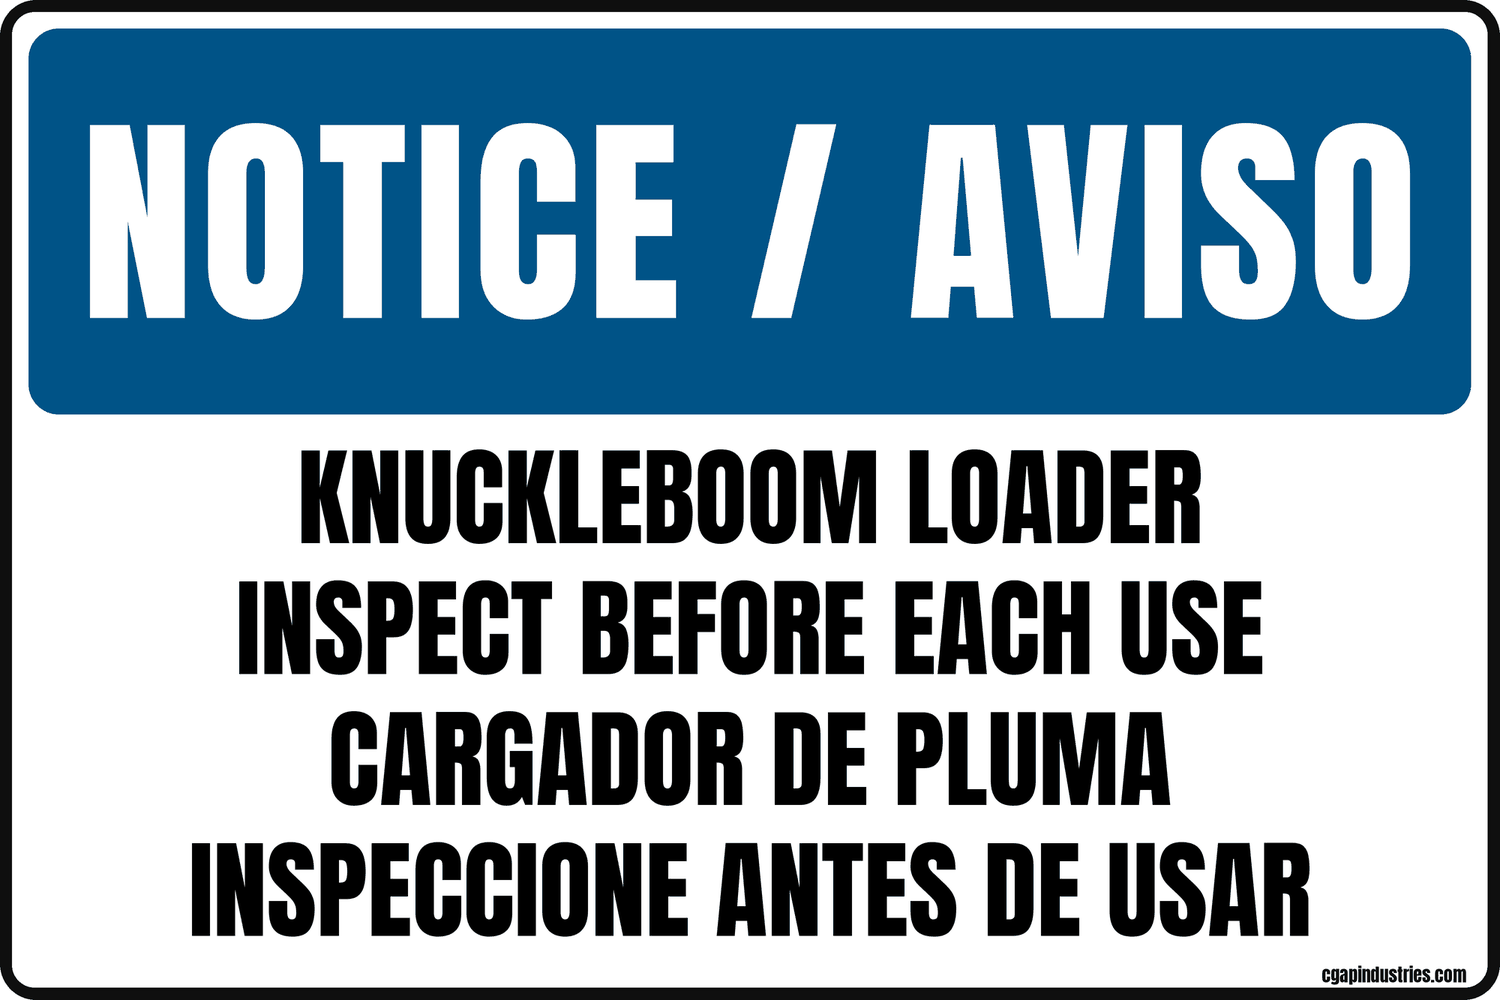 NOTICE / AVISO
KNUCKLEBOOM LOADER
INSPECT BEFORE EACH USE
CARGADOR DE PLUMA
INSPECCIONE ANTES DE USAR
cgapindustries.com